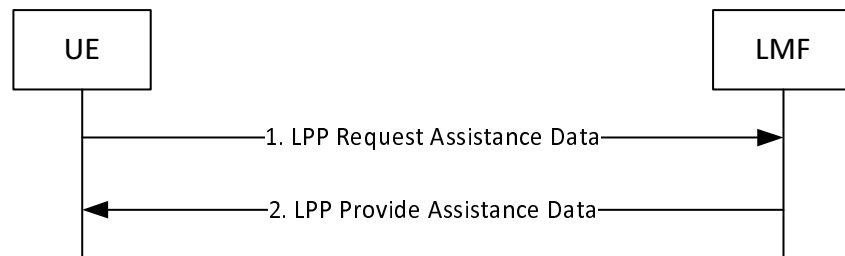 UE
LMF
1. LPP Request Assistance Data
2. LPP Provide Assistance Data